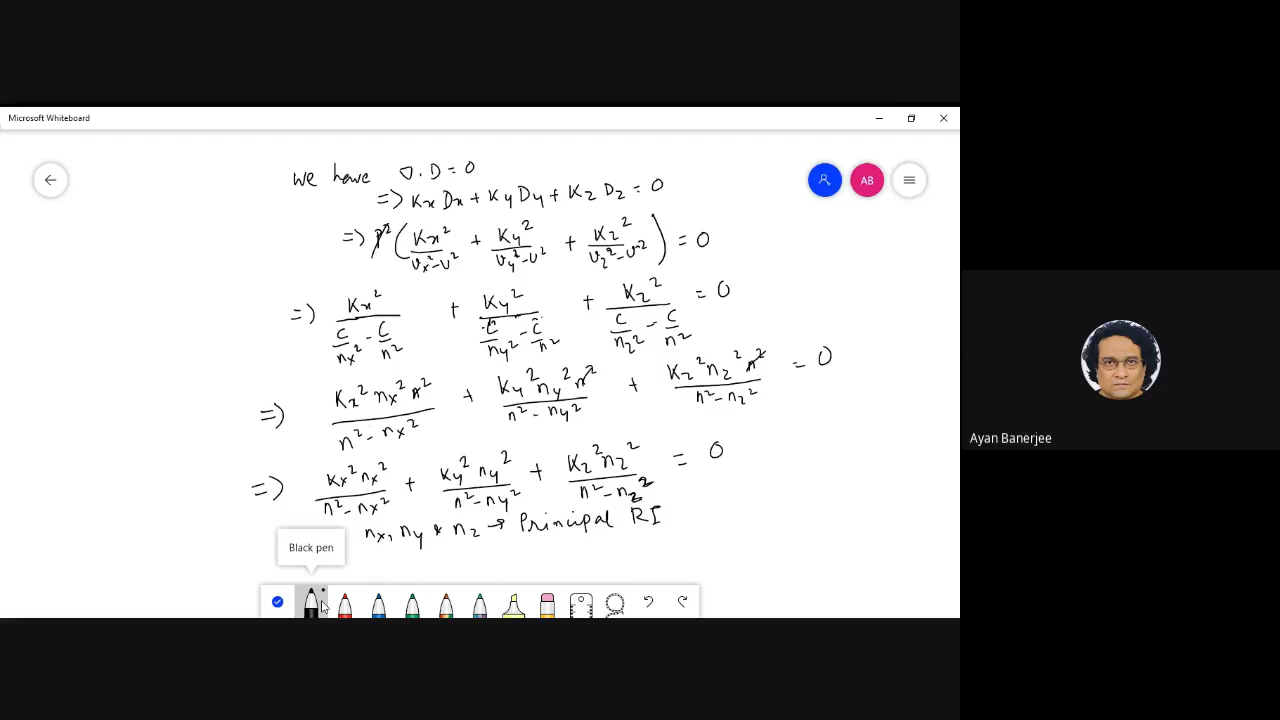 Microsoft Whiteboard
we have ∇.D = 0
=> Kx Dx + Ky Dy + Kz Dz = 0
=> P² ( Kx²/(vx²-v²) + Ky²/(vy²-v²) + Kz²/(vz²-v²) ) = 0
=> Kx²/(C/nx² - C/n²) + Ky²/(C/ny² - C/n²) + Kz²/(C/nz² - C/n²) = 0
=> Kx² nx² n²/(n² - nx²) + Ky² ny² n²/(n² - ny²) + Kz² nz² n²/(n² - nz²) = 0
=> Kx² nx²/(n² - nx²) + Ky² ny²/(n² - ny²) + Kz² nz²/(n² - nz²) = 0
nx, ny & nz → Principal RI
Black pen
AB
Ayan Banerjee